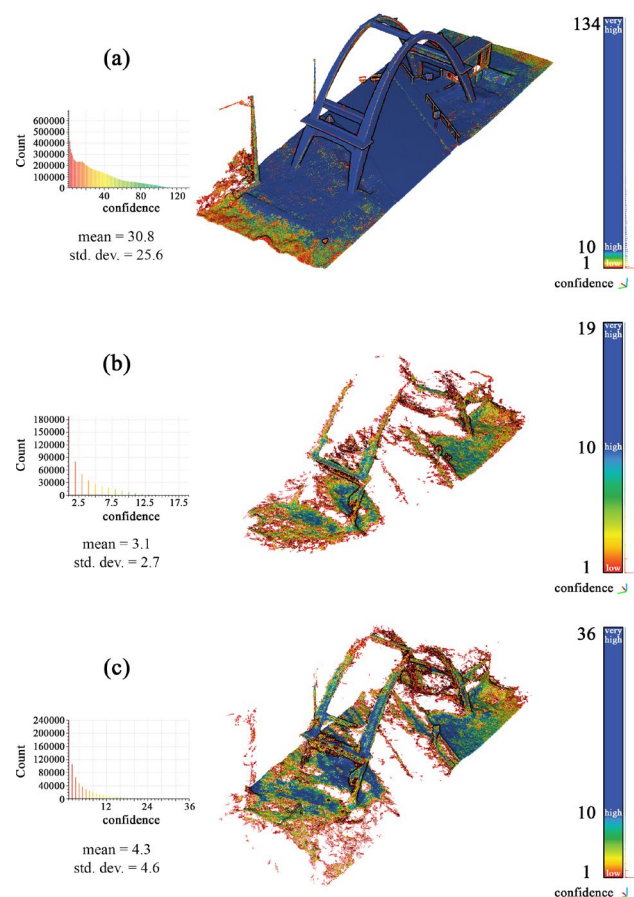 (a)
Count
600000
500000
400000
300000
200000
100000
0
40 80 120
confidence
mean = 30.8
std. dev. = 25.6
134
very
high
10
high
1
low
confidence
(b)
Count
180000
150000
120000
90000
60000
30000
0
2.5 7.5 12.5 17.5
confidence
mean = 3.1
std. dev. = 2.7
19
very
high
10
high
1
low
confidence
(c)
Count
240000
200000
160000
120000
80000
40000
0
12 24 36
confidence
mean = 4.3
std. dev. = 4.6
36
very
high
10
high
1
low
confidence